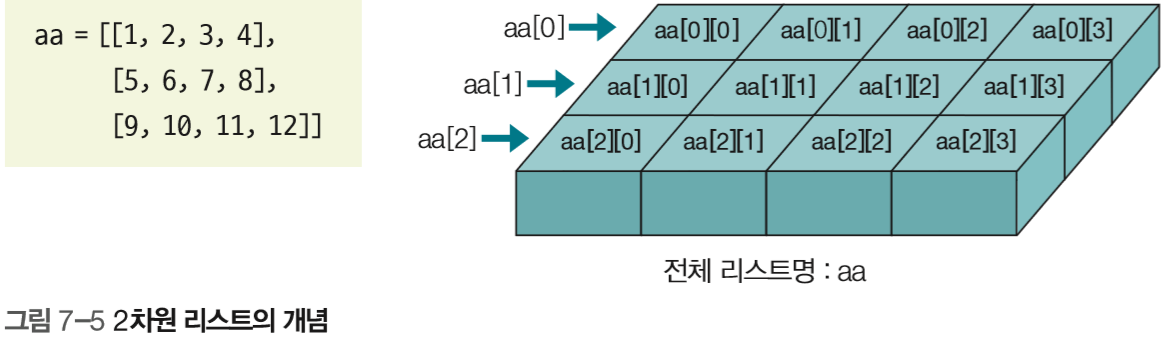 aa = [[1, 2, 3, 4],
[5, 6, 7, 8],
[9, 10, 11, 12]]
aa[0] aa[0][0] aa[0][1] aa[0][2] aa[0][3]
aa[1] aa[1][0] aa[1][1] aa[1][2] aa[1][3]
aa[2] aa[2][0] aa[2][1] aa[2][2] aa[2][3]
전체 리스트명 : aa
그림 7-5 2차원 리스트의 개념